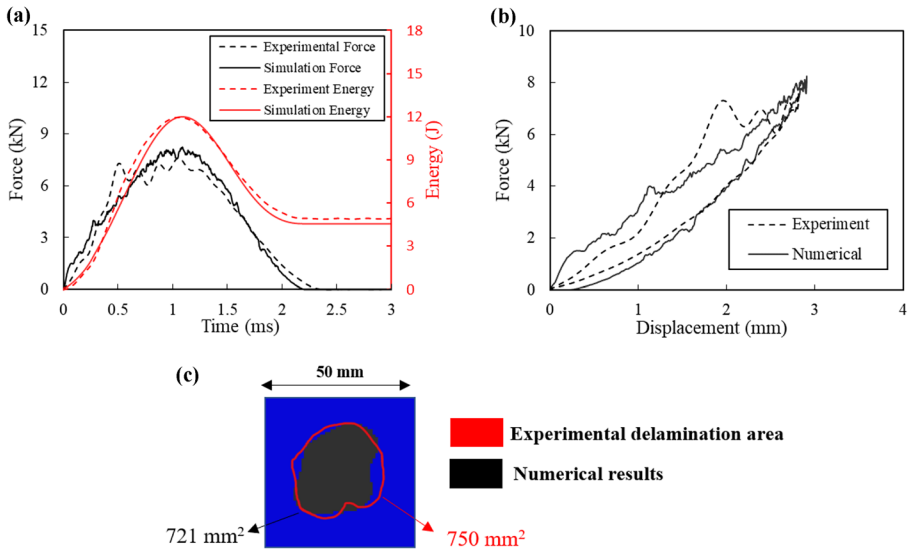 (a)
15
12
9
6
3
0
Force (kN)
0
0.5
1
1.5
2
2.5
3
Time (ms)
18
15
12
9
6
3
0
Energy (J)
Experimental Force
Simulation Force
Experiment Energy
Simulation Energy
(b)
10
8
6
4
2
0
Force (kN)
0
1
2
3
4
Displacement (mm)
Experiment
Numerical
(c)
50 mm
721 mm²
750 mm²
Experimental delamination area
Numerical results